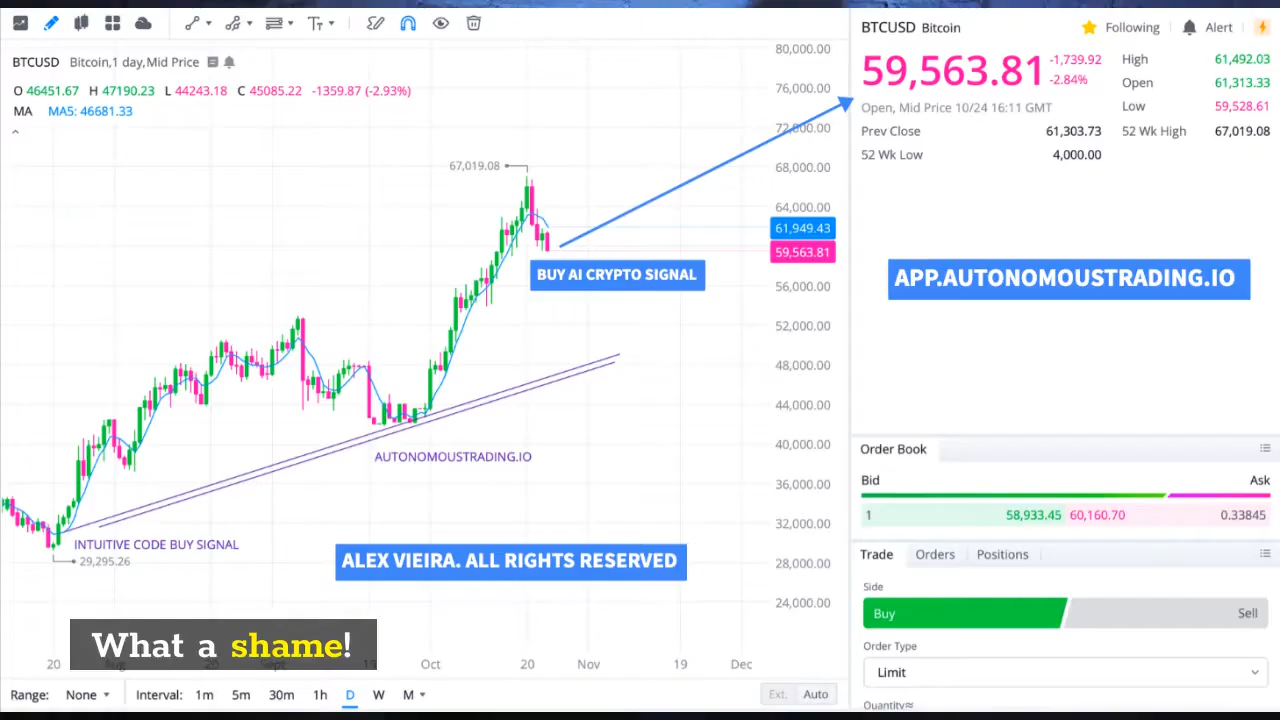 BTCUSD Bitcoin,1 day,Mid Price
O 46451.67 H 47190.23 L 44243.18 C 45085.22 -1359.87 (-2.93%)
MA MA5: 46681.33
80,000.00
76,000.00
72,000.00
68,000.00
64,000.00
61,949.43
59,563.81
56,000.00
52,000.00
48,000.00
44,000.00
40,000.00
36,000.00
32,000.00
28,000.00
24,000.00
67,019.08
BUY AI CRYPTO SIGNAL
AUTONOMOUSTRADING.IO
INTUITIVE CODE BUY SIGNAL
29,295.26
ALEX VIEIRA. ALL RIGHTS RESERVED
What a shame!
20 Oct 20 Nov 19 Dec
Range: None Interval: 1m 5m 30m 1h D W M Ext. Auto
BTCUSD Bitcoin Following Alert
59,563.81 -1,739.92
-2.84%
High 61,492.03
Open 61,313.33
Low 59,528.61
Open, Mid Price 10/24 16:11 GMT
Prev Close 61,303.73 52 Wk High 67,019.08
52 Wk Low 4,000.00
APP.AUTONOMOUSTRADING.IO
Order Book
Bid Ask
1 58,933.45 60,160.70 0.33845
Trade Orders Positions
Side
Buy Sell
Order Type
Limit
Quantity≈